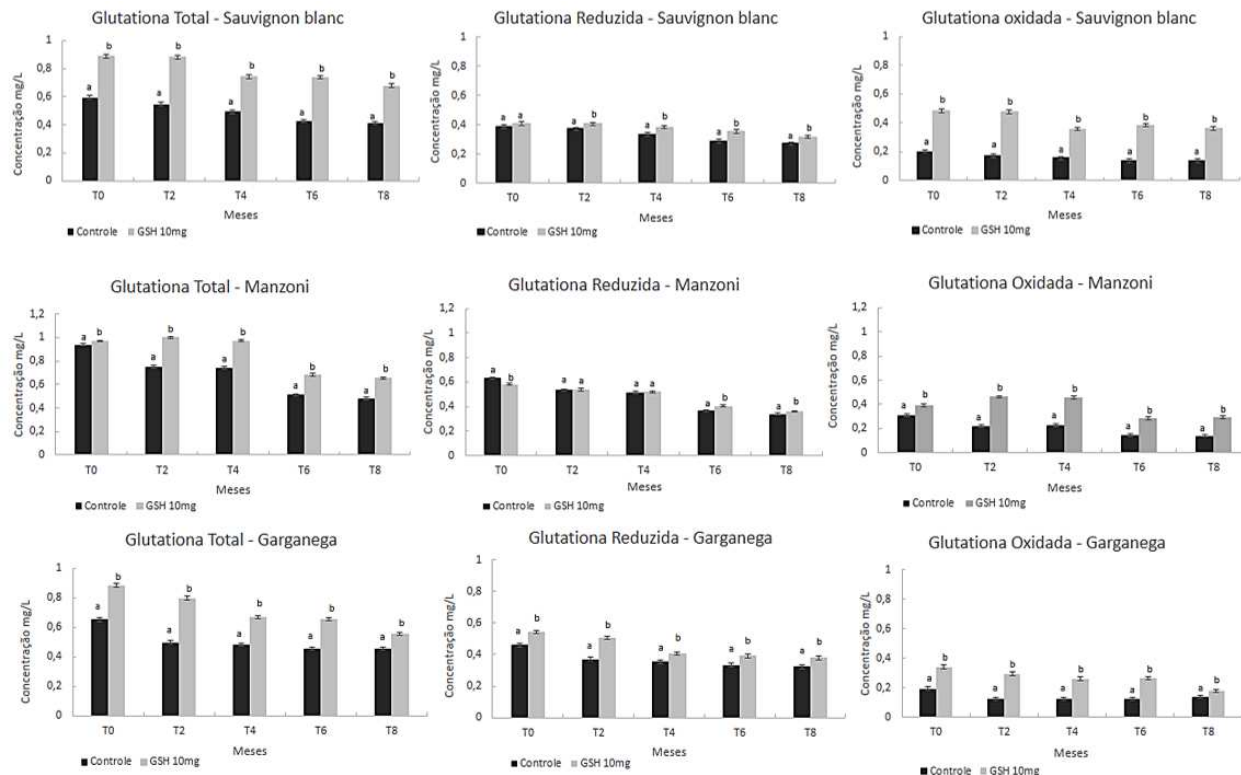 Glutationa Total - Sauvignon blanc
Concentração mg/L
1
0,8
0,6
0,4
0,2
0
b
a
b
a
b
a
b
a
b
a
T0 T2 T4 T6 T8
Meses
Controle GSH 10mg
Glutationa Reduzida - Sauvignon blanc
Concentração mg/L
1
0,8
0,6
0,4
0,2
0
a a
a b
a b
a b
a b
T0 T2 T4 T6 T8
Meses
Controle GSH 10mg
Glutationa oxidada - Sauvignon blanc
Concentração mg/L
1
0,8
0,6
0,4
0,2
0
b
a
b
a
b
a
b
a
b
a
T0 T2 T4 T6 T8
Meses
Controle GSH 10mg
Glutationa Total - Manzoni
Concentração mg/L
1,2
1
0,8
0,6
0,4
0,2
0
a b
a b
a b
a b
a b
T0 T2 T4 T6 T8
Meses
Controle GSH 10mg
Glutationa Reduzida - Manzoni
Concentração mg/L
1,2
1
0,8
0,6
0,4
0,2
0
a b
a a
a a
a b
a b
T0 T2 T4 T6 T8
Meses
Controle GSH 10mg
Glutationa Oxidada - Manzoni
Concentração mg/L
1,2
1
0,8
0,6
0,4
0,2
0
a b
a b
a b
a b
a b
T0 T2 T4 T6 T8
Meses
Controle GSH 10mg
Glutationa Total - Garganega
Concentração mg/L
1
0,8
0,6
0,4
0,2
0
a b
a b
a b
a b
a b
T0 T2 T4 T6 T8
Meses
Controle GSH 10mg
Glutationa Reduzida - Garganega
Concentração mg/L
1
0,8
0,6
0,4
0,2
0
a b
a b
a b
a b
a b
T0 T2 T4 T6 T8
Meses
Controle GSH 10mg
Glutationa Oxidada - Garganega
Concentração mg/L
1
0,8
0,6
0,4
0,2
0
a b
a b
a b
a b
a b
T0 T2 T4 T6 T8
Meses
Controle GSH 10mg